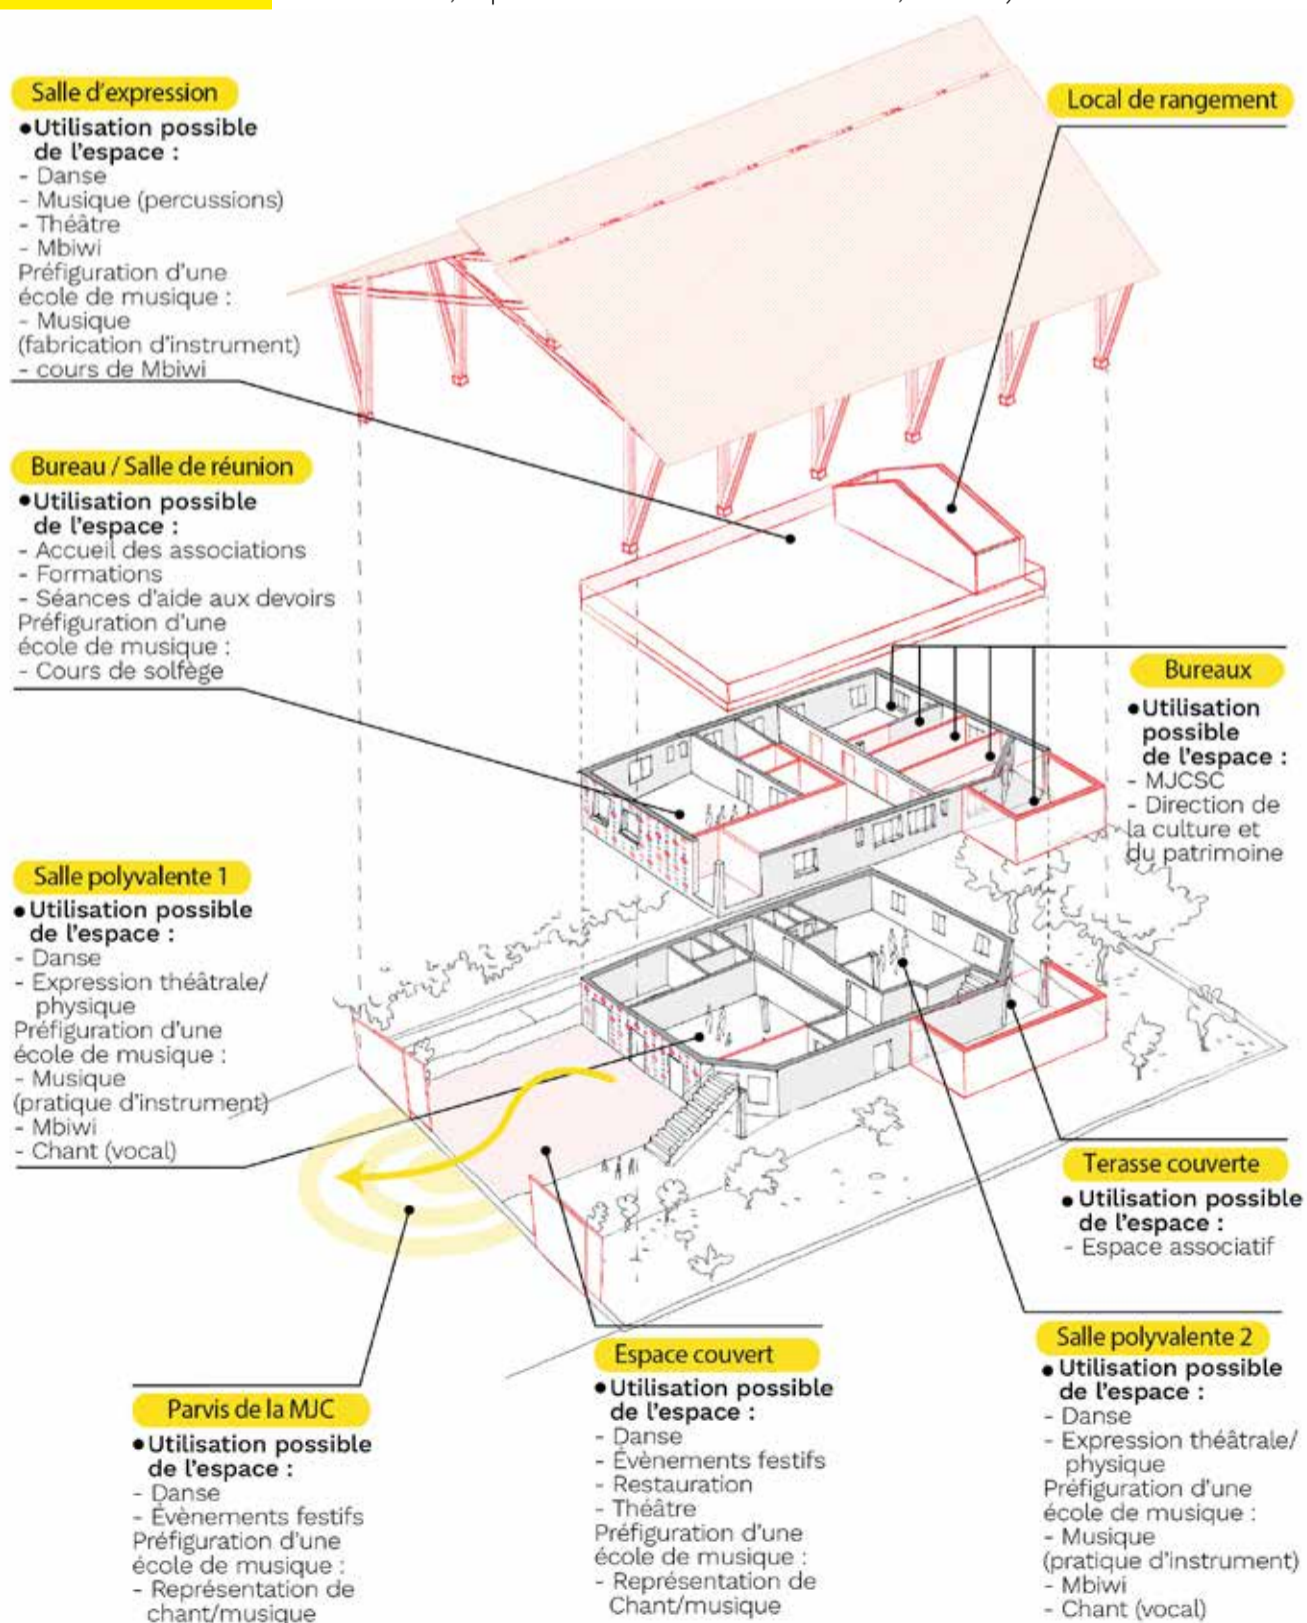 Salle d'expression
•Utilisation possible
de l'espace :
- Danse
- Musique (percussions)
- Théâtre
- Mbiwi
Préfiguration d'une
école de musique :
- Musique
(fabrication d'instrument)
- cours de Mbiwi
Local de rangement
Bureau / Salle de réunion
•Utilisation possible
de l'espace :
- Accueil des associations
- Formations
- Séances d'aide aux devoirs
Préfiguration d'une
école de musique :
- Cours de solfège
Bureaux
•Utilisation
possible
de l'espace :
- MJCSC
- Direction de
la culture et
du patrimoine
Salle polyvalente 1
•Utilisation possible
de l'espace :
- Danse
- Expression théâtrale/
physique
Préfiguration d'une
école de musique :
- Musique
(pratique d'instrument)
- Mbiwi
- Chant (vocal)
Terasse couverte
•Utilisation possible
de l'espace :
- Espace associatif
Parvis de la MJC
•Utilisation possible
de l'espace :
- Danse
- Évènements festifs
Préfiguration d'une
école de musique :
- Représentation de
chant/musique
Espace couvert
•Utilisation possible
de l'espace :
- Danse
- Évènements festifs
- Restauration
- Théâtre
Préfiguration d'une
école de musique :
- Représentation de
Chant/musique
Salle polyvalente 2
•Utilisation possible
de l'espace :
- Danse
- Expression théâtrale/
physique
Préfiguration d'une
école de musique :
- Musique
(pratique d'instrument)
- Mbiwi
- Chant (vocal)